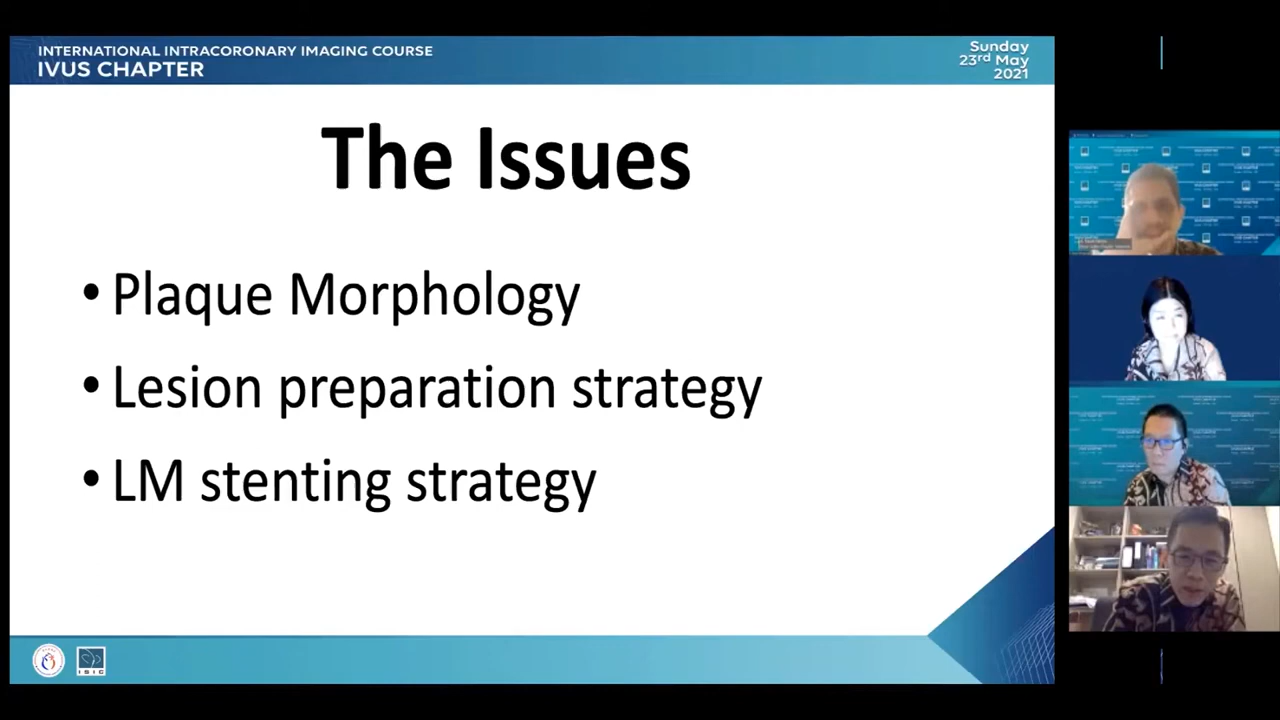 INTERNATIONAL INTRACORONARY IMAGING COURSE
IVUS CHAPTER
Sunday
23rd May
2021
The Issues
• Plaque Morphology
• Lesion preparation strategy
• LM stenting strategy
ISIC